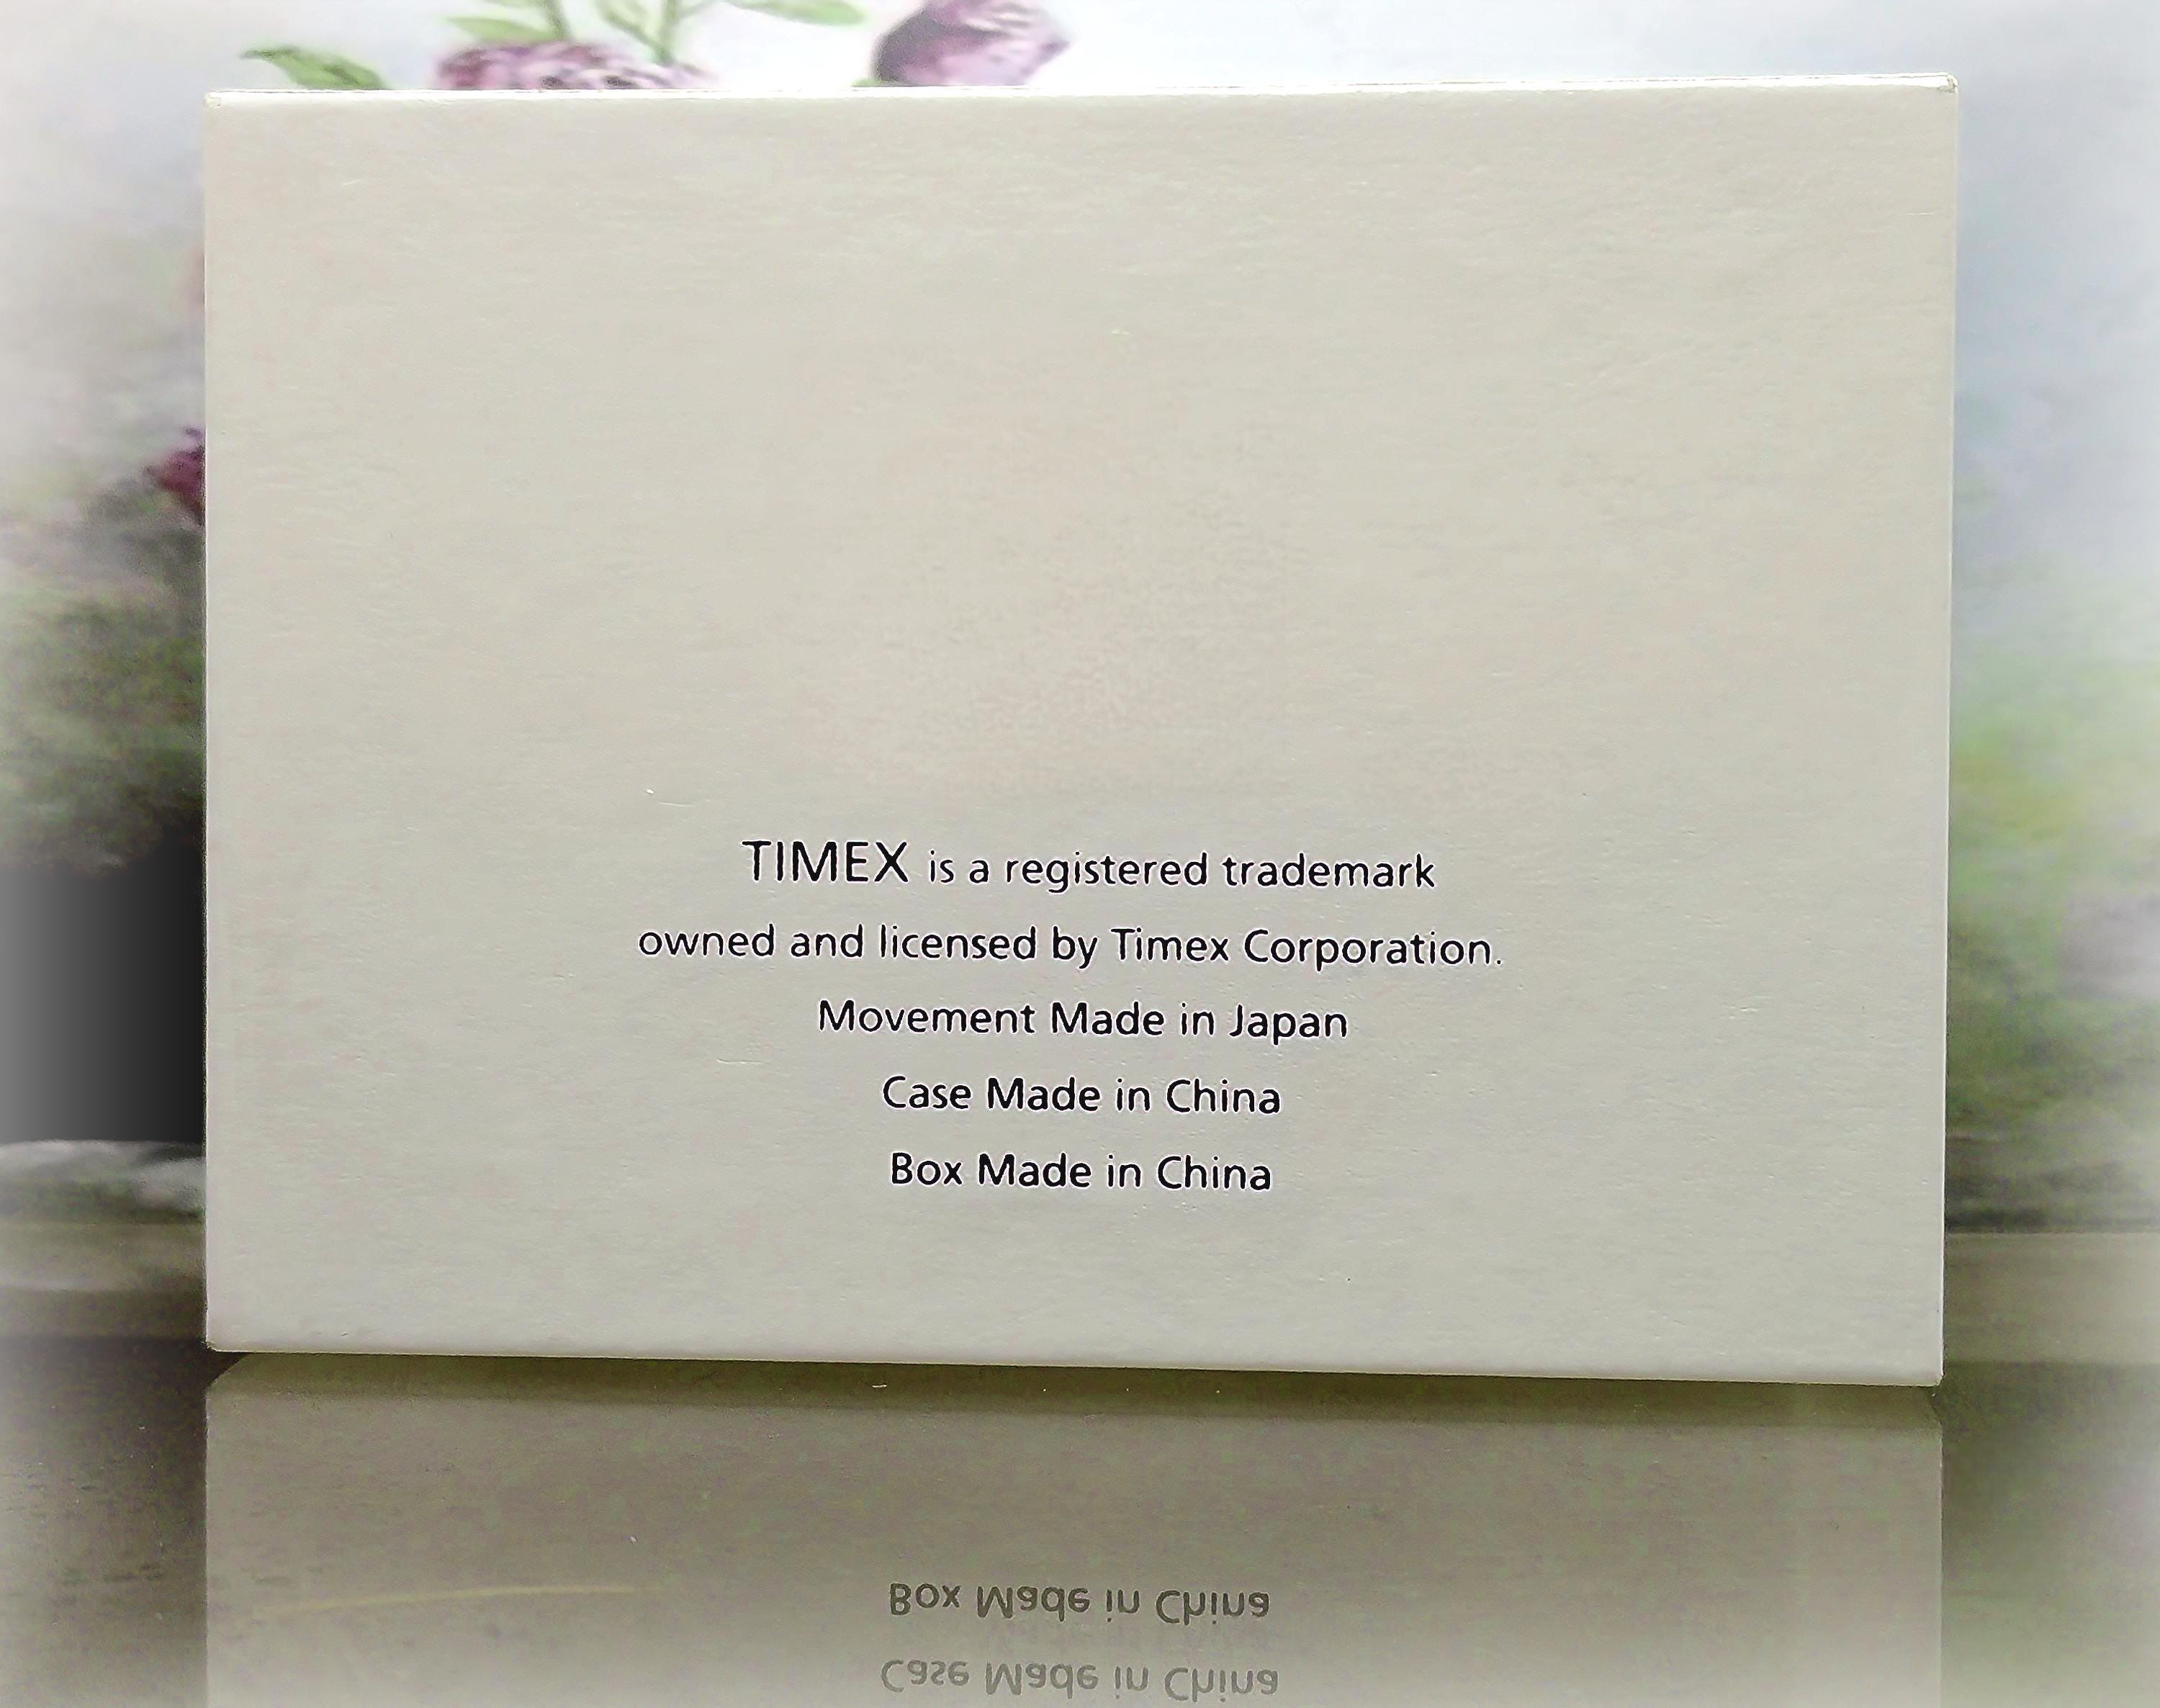 TIMEX is a registered trademark
owned and licensed by Timex Corporation.
Movement Made in Japan
Case Made in China
Box Made in China
Box Made in China
Case Made in China